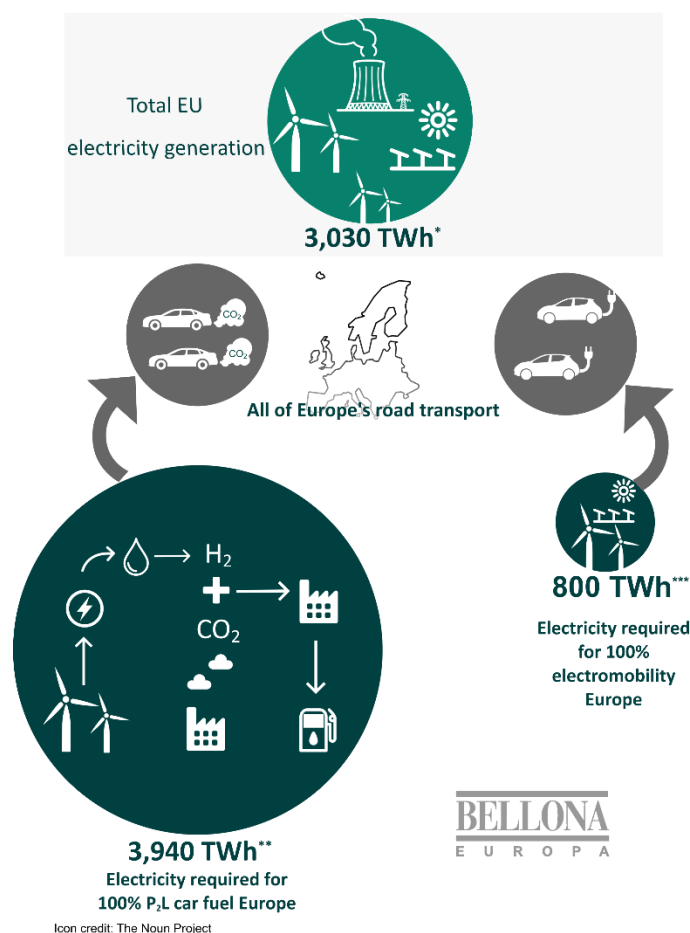 Total EU
electricity generation
3,030 TWh*
CO₂
CO₂
All of Europe's road transport
H₂
+
CO₂
800 TWh***
Electricity required
for 100%
electromobility
Europe
BELLONA
EUROPA
3,940 TWh**
Electricity required for
100% P₂L car fuel Europe
Icon credit: The Noun Project